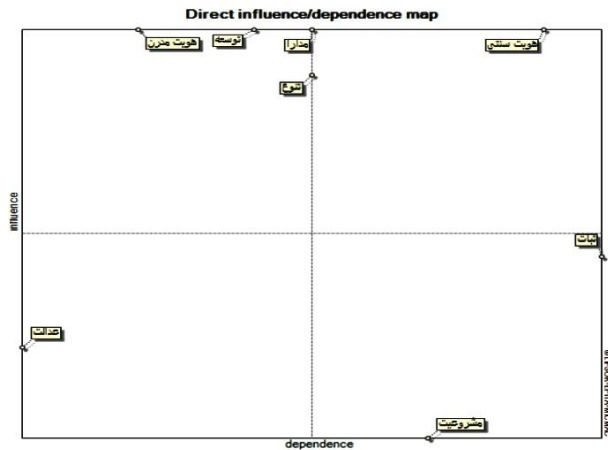 Direct influence/dependence map
هویت مدرن
توسعه
مدارا
هویت سنتی
تنوع
influence
ثبات
عدالت
مشروعیت
dependence